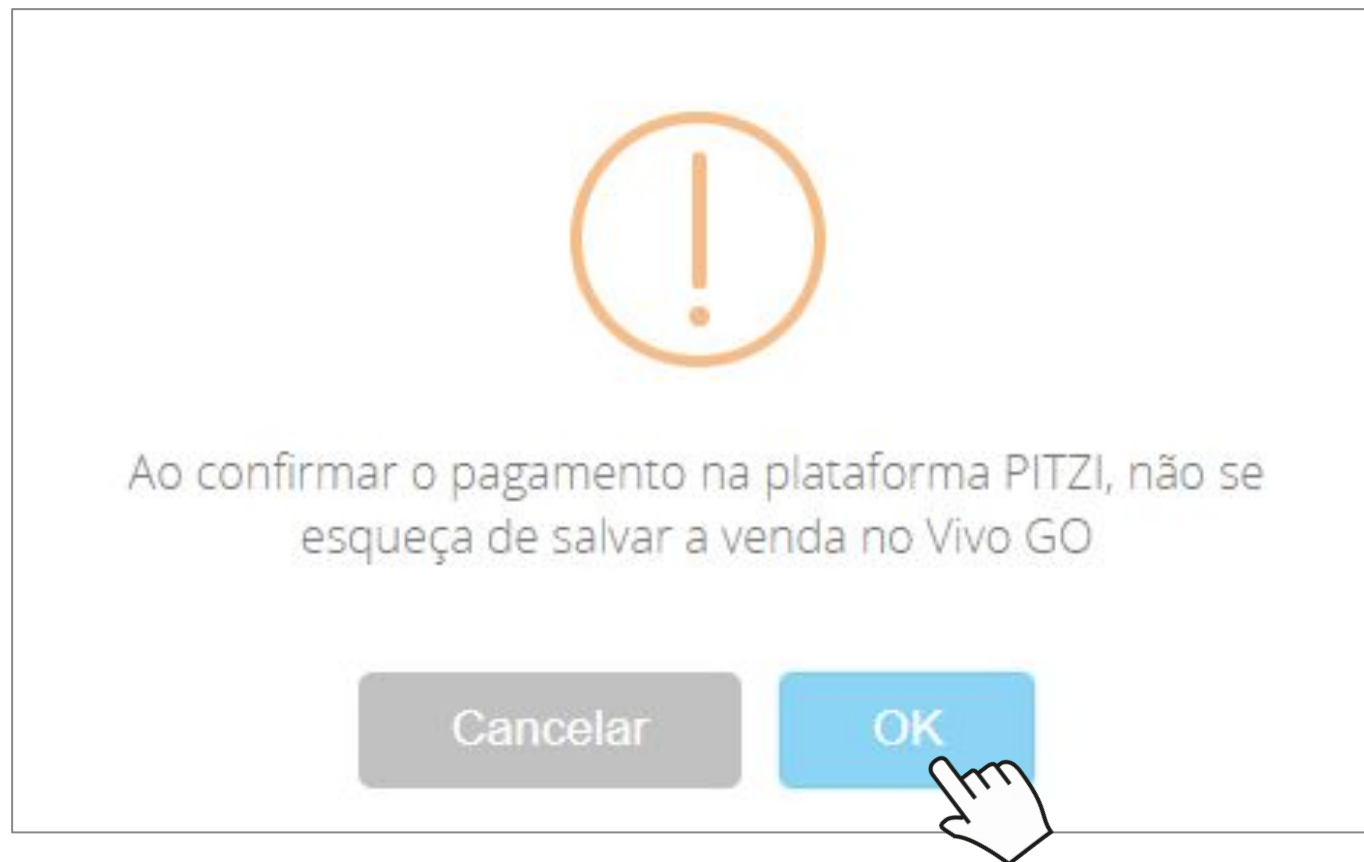 Ao confirmar o pagamento na plataforma PITZI, não se
esqueça de salvar a venda no Vivo GO
Cancelar
OK